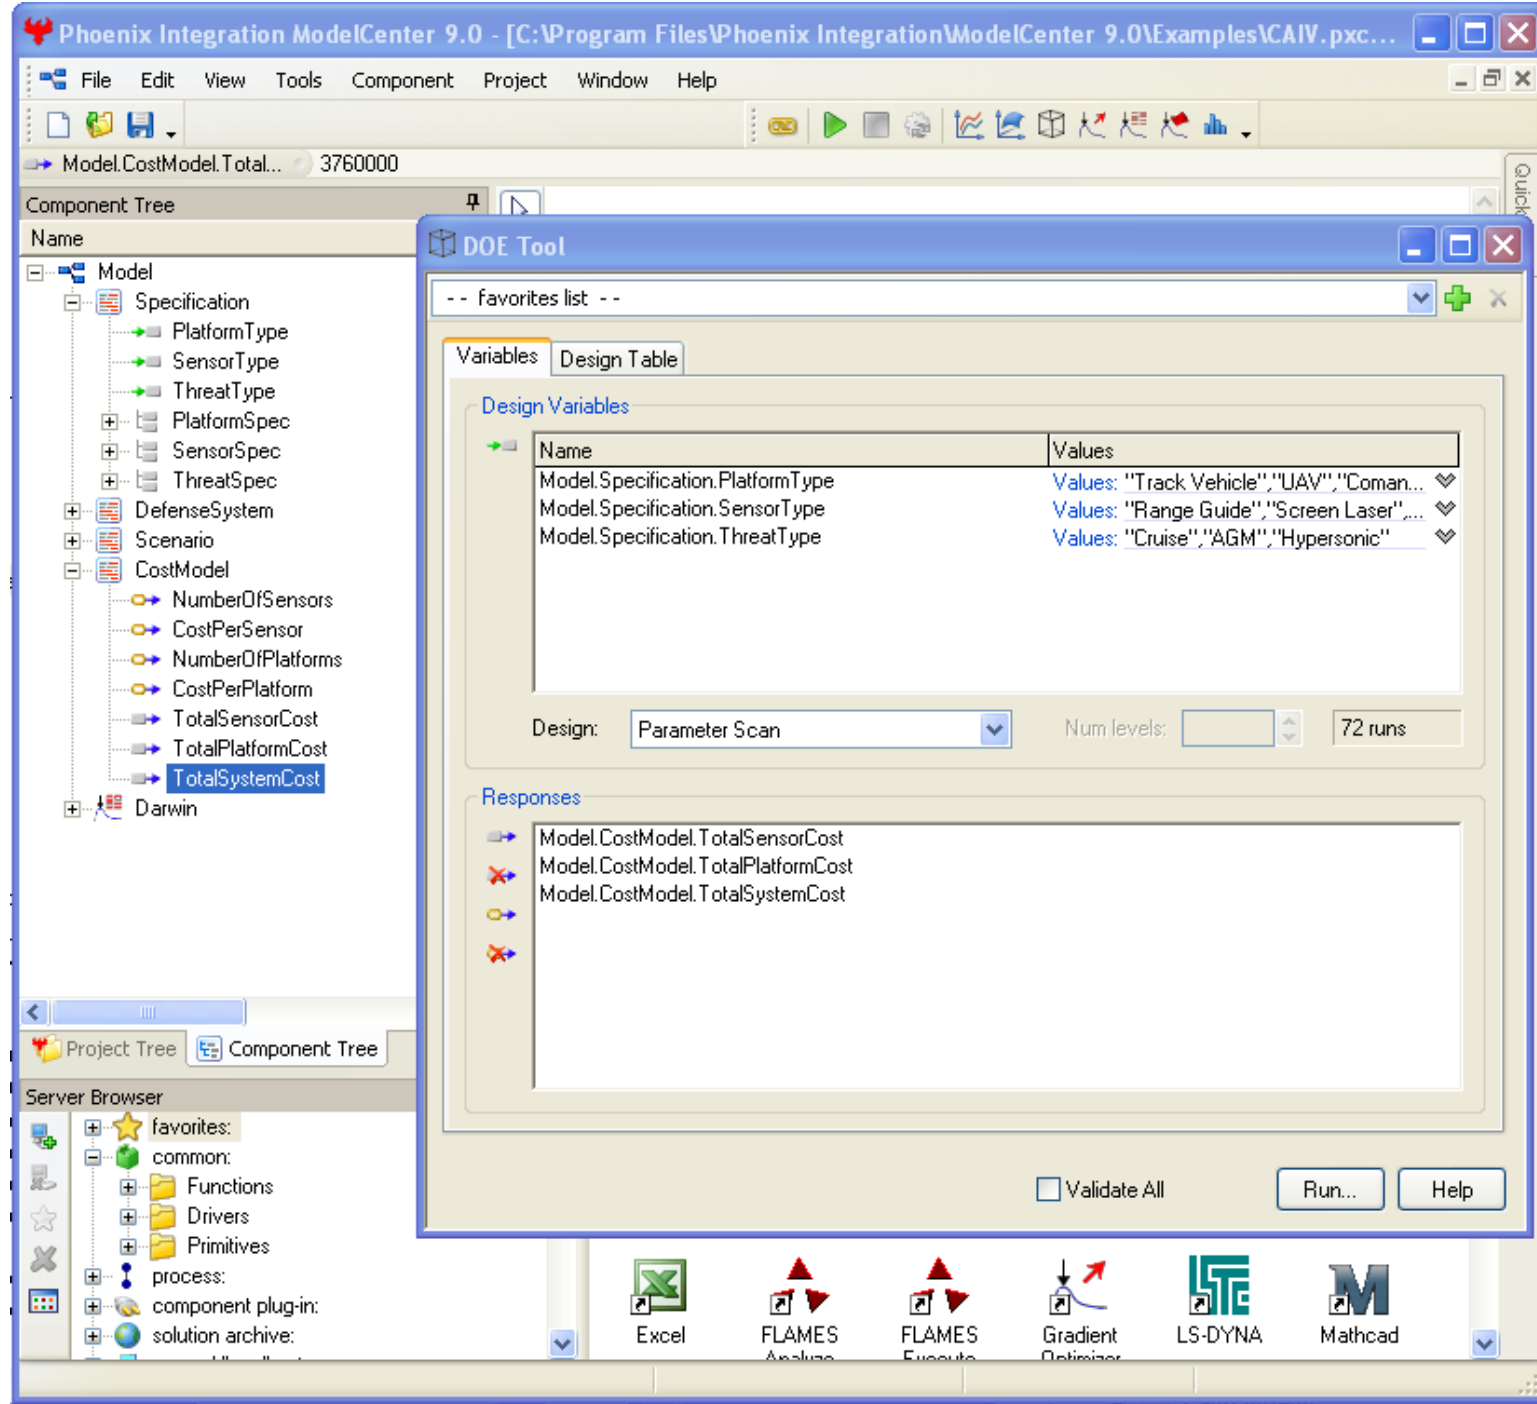 Phoenix Integration ModelCenter 9.0 - [C:\Program Files\Phoenix Integration\ModelCenter 9.0\Examples\CAIV.pxc...
File Edit View Tools Component Project Window Help
Model.CostModel.Total... 3760000
Quick
Component Tree
Name
Model
Specification
PlatformType
SensorType
ThreatType
PlatformSpec
SensorSpec
ThreatSpec
DefenseSystem
Scenario
CostModel
NumberOfSensors
CostPerSensor
NumberOfPlatforms
CostPerPlatform
TotalSensorCost
TotalPlatformCost
TotalSystemCost
Darwin
Project Tree Component Tree
Server Browser
favorites:
common:
Functions
Drivers
Primitives
process:
component plug-in:
solution archive:
DOE Tool
-- favorites list --
Variables Design Table
Design Variables
Name Values
Model.Specification.PlatformType Values: "Track Vehicle","UAV","Coman...
Model.Specification.SensorType Values: "Range Guide","Screen Laser",...
Model.Specification.ThreatType Values: "Cruise","AGM","Hypersonic"
Design: Parameter Scan Num levels: 72 runs
Responses
Model.CostModel.TotalSensorCost
Model.CostModel.TotalPlatformCost
Model.CostModel.TotalSystemCost
Validate All Run... Help
Excel FLAMES FLAMES Gradient LS-DYNA Mathcad
Analyze Execute Optimizer